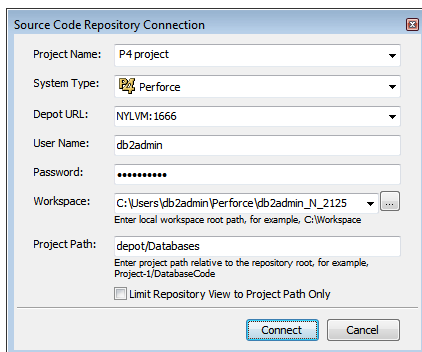 Source Code Repository Connection
Project Name: P4 project
System Type: P4 Perforce
Depot URL: NYLVM:1666
User Name: db2admin
Password: ••••••••••
Workspace: C:\Users\db2admin\Perforce\db2admin_N_2125 ...
Enter local workspace root path, for example, C:\Workspace
Project Path: depot/Databases
Enter project path relative to the repository root, for example,
Project-1/DatabaseCode
Limit Repository View to Project Path Only
Connect Cancel